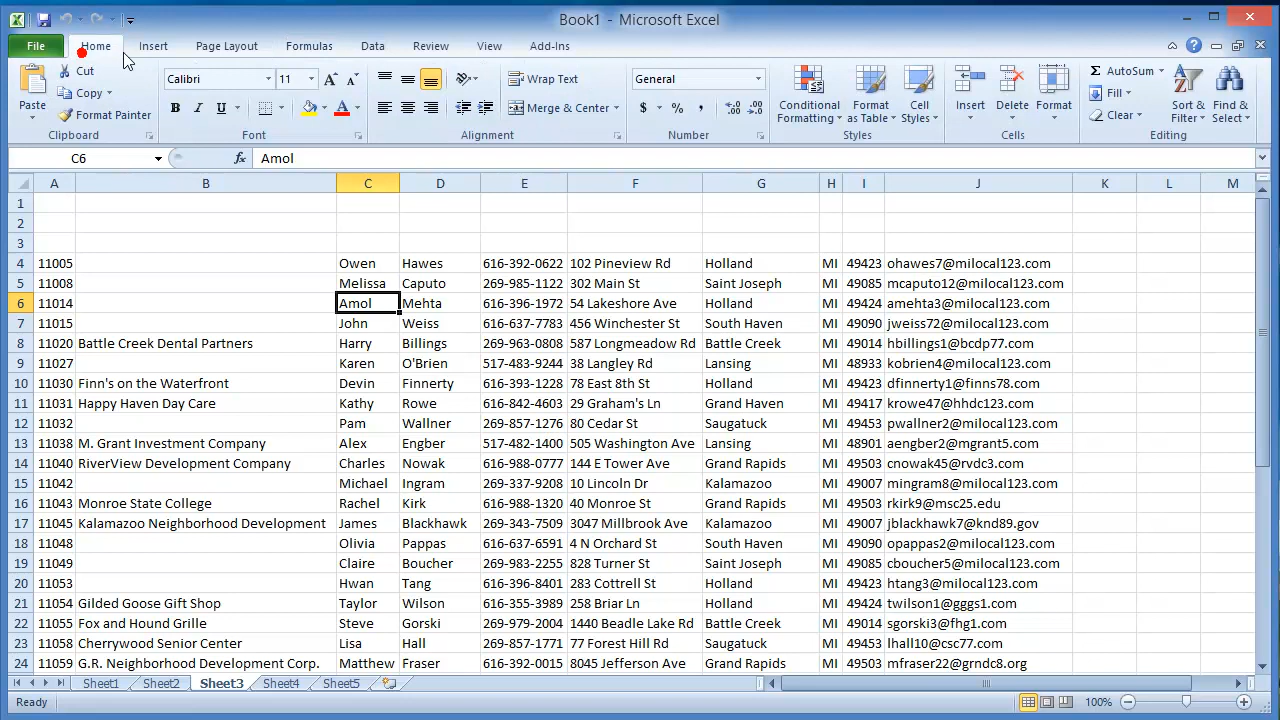 Book1 - Microsoft Excel
File Home Insert Page Layout Formulas Data Review View Add-Ins
Paste Cut Copy Format Painter Clipboard
Calibri 11 B I U A Font
Wrap Text Merge & Center Alignment
General $ % , Number
Conditional Formatting Format as Table Cell Styles Styles
Insert Delete Format Cells
Σ AutoSum Fill Clear Sort & Filter Find & Select Editing
C6 fx Amol
A B C D E F G H I J K L M
1
2
3
4 11005 Owen Hawes 616-392-0622 102 Pineview Rd Holland MI 49423 ohawes7@milocal123.com
5 11008 Melissa Caputo 269-985-1122 302 Main St Saint Joseph MI 49085 mcaputo12@milocal123.com
6 11014 Amol Mehta 616-396-1972 54 Lakeshore Ave Holland MI 49424 amehta3@milocal123.com
7 11015 John Weiss 616-637-7783 456 Winchester St South Haven MI 49090 jweiss72@milocal123.com
8 11020 Battle Creek Dental Partners Harry Billings 269-963-0808 587 Longmeadow Rd Battle Creek MI 49014 hbillings1@bcdp77.com
9 11027 Karen O'Brien 517-483-9244 38 Langley Rd Lansing MI 48933 kobrien4@milocal123.com
10 11030 Finn's on the Waterfront Devin Finnerty 616-393-1228 78 East 8th St Holland MI 49423 dfinnerty1@finns78.com
11 11031 Happy Haven Day Care Kathy Rowe 616-842-4603 29 Graham's Ln Grand Haven MI 49417 krowe47@hhdc123.com
12 11032 Pam Wallner 269-857-1276 80 Cedar St Saugatuck MI 49453 pwallner2@milocal123.com
13 11038 M. Grant Investment Company Alex Engber 517-482-1400 505 Washington Ave Lansing MI 48901 aengber2@mgrant5.com
14 11040 RiverView Development Company Charles Nowak 616-988-0777 144 E Tower Ave Grand Rapids MI 49503 cnowak45@rvdc3.com
15 11042 Michael Ingram 269-337-9208 10 Lincoln Dr Kalamazoo MI 49007 mingram8@milocal123.com
16 11043 Monroe State College Rachel Kirk 616-988-1320 40 Monroe St Grand Rapids MI 49503 rkirk9@msc25.edu
17 11045 Kalamazoo Neighborhood Development James Blackhawk 269-343-7509 3047 Millbrook Ave Kalamazoo MI 49007 jblackhawk7@knd89.gov
18 11048 Olivia Pappas 616-637-6591 4 N Orchard St South Haven MI 49090 opappas2@milocal123.com
19 11049 Claire Boucher 269-983-2255 828 Turner St Saint Joseph MI 49085 cboucher5@milocal123.com
20 11053 Hwan Tang 616-396-8401 283 Cottrell St Holland MI 49423 htang3@milocal123.com
21 11054 Gilded Goose Gift Shop Taylor Wilson 616-355-3989 258 Briar Ln Holland MI 49424 twilson1@gggs1.com
22 11055 Fox and Hound Grille Steve Gorski 269-979-2004 1440 Beadle Lake Rd Battle Creek MI 49014 sgorski3@fhg1.com
23 11058 Cherrywood Senior Center Lisa Hall 269-857-1771 77 Forest Hill Rd Saugatuck MI 49453 lhall10@csc77.com
24 11059 G.R. Neighborhood Development Corp. Matthew Fraser 616-392-0015 8045 Jefferson Ave Grand Rapids MI 49503 mfraser22@grndc8.org
Sheet1 Sheet2 Sheet3 Sheet4 Sheet5
Ready 100%